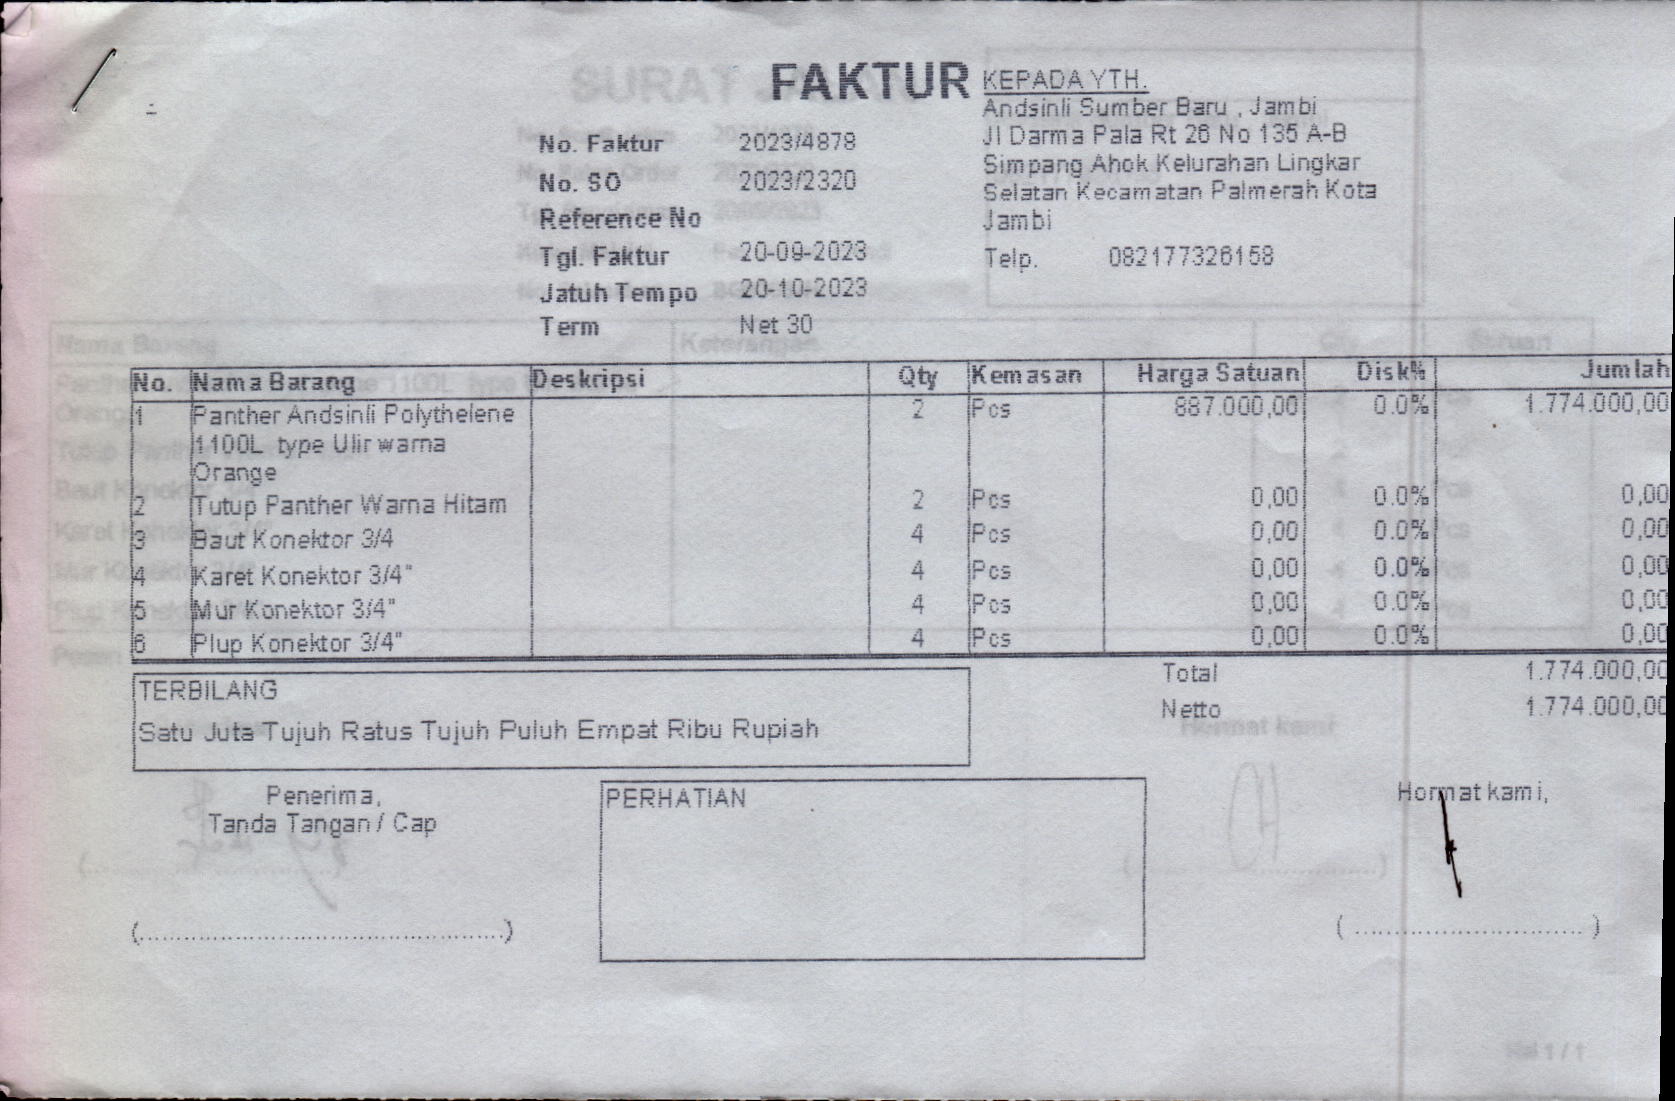 FAKTUR
No. Faktur 2023/4878
No. SO 2023/2320
Reference No
Tgl. Faktur 20-09-2023
Jatuh Tempo 20-10-2023
Term Net 30
KEPADA YTH.
Andsinli Sumber Baru , Jambi
Jl Darma Pala Rt 26 No 135 A-B
Simpang Ahok Kelurahan Lingkar
Selatan Kecamatan Palmerah Kota
Jambi
Telp. 082177326158
No. Nama Barang Deskripsi Qty Kemasan Harga Satuan Disk% Jumlah
1 Panther Andsinli Polythelene 2 Pcs 887.000,00 0.0% 1.774.000,00
1100L type Ulir warna
Orange
2 Tutup Panther Warna Hitam 2 Pcs 0,00 0.0% 0,00
3 Baut Konektor 3/4 4 Pcs 0,00 0.0% 0,00
4 Karet Konektor 3/4" 4 Pcs 0,00 0.0% 0,00
5 Mur Konektor 3/4" 4 Pcs 0,00 0.0% 0,00
6 Plup Konektor 3/4" 4 Pcs 0,00 0.0% 0,00
Total 1.774.000,00
Netto 1.774.000,00
TERBILANG
Satu Juta Tujuh Ratus Tujuh Puluh Empat Ribu Rupiah
Penerima,
Tanda Tangan / Cap
PERHATIAN
Hormat kami,
(................................................)
( ............................ )